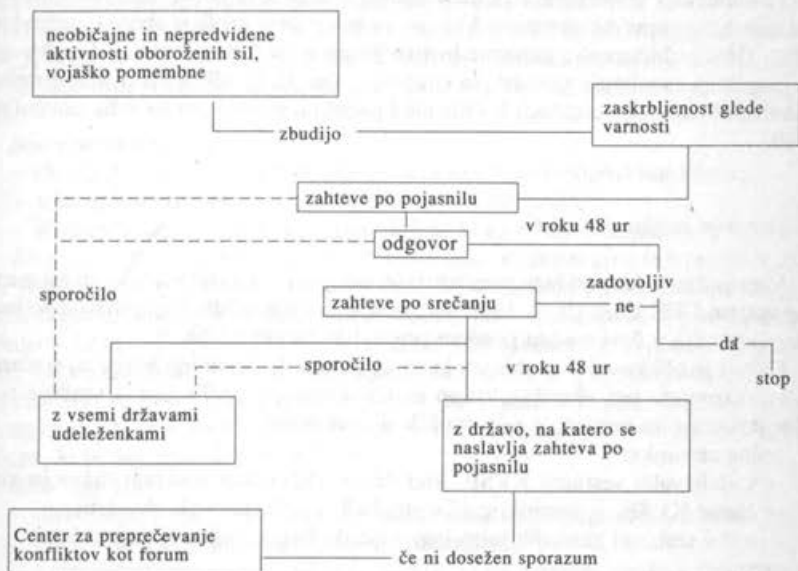 neobičajne in nepredvidene
aktivnosti oboroženih sil,
vojaško pomembne
zbudijo
zaskrbljenost glede
varnosti
zahteve po pojasnilu
v roku 48 ur
odgovor
zadovoljiv
sporočilo
zahteve po srečanju
ne
da
sporočilo
v roku 48 ur
stop
z vsemi državami
udeleženkami
z državo, na katero se
naslavlja zahteva po
pojasnilu
Center za preprečevanje
konfliktov kot forum
če ni dosežen sporazum